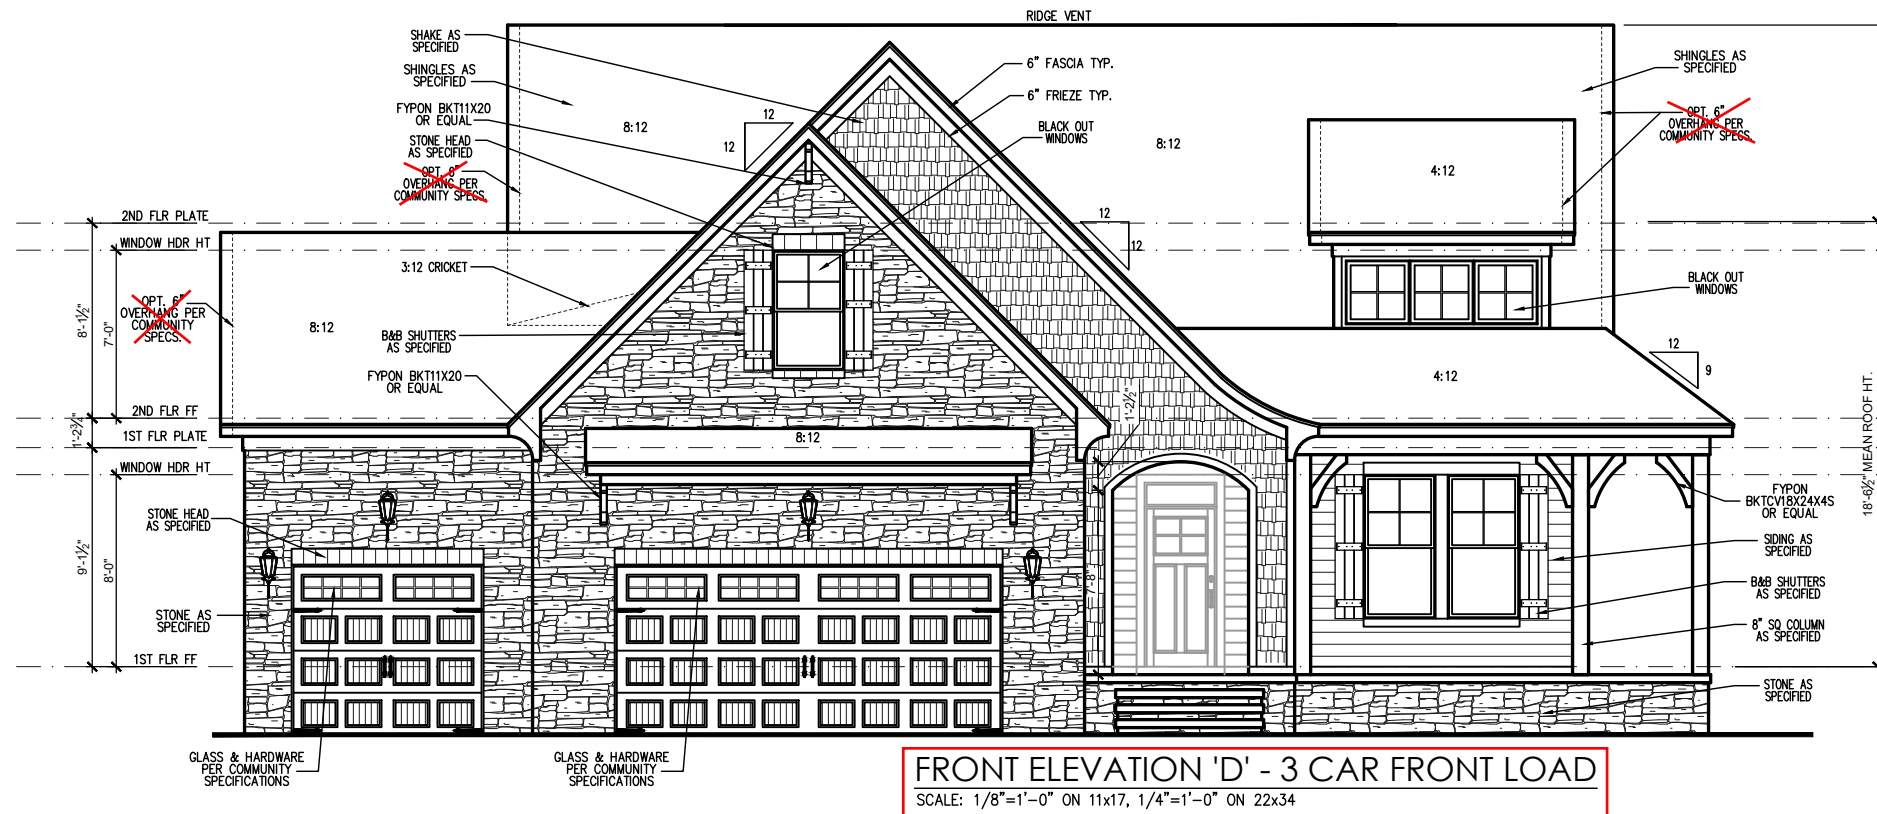 RIDGE VENT
SHAKE AS
SPECIFIED
SHINGLES AS
SPECIFIED
FYPON BKT11X20
OR EQUAL
STONE HEAD
AS SPECIFIED
OPT. 6"
OVERHANG PER
COMMUNITY SPECS.
8:12
12
12
6" FASCIA TYP.
6" FRIEZE TYP.
BLACK OUT
WINDOWS
8:12
SHINGLES AS
SPECIFIED
OPT. 6"
OVERHANG PER
COMMUNITY SPECS.
4:12
12
12
2ND FLR PLATE
WINDOW HDR HT
3:12 CRICKET
OPT. 6"
OVERHANG PER
COMMUNITY
SPECS.
8:12
8'-1½"
7'-0"
B&B SHUTTERS
AS SPECIFIED
FYPON BKT11X20
OR EQUAL
BLACK OUT
WINDOWS
12
9
4:12
1'-2½"
18'-6½" MEAN ROOF HT.
2ND FLR FF
1'-2¾"
1ST FLR PLATE
8:12
WINDOW HDR HT
STONE HEAD
AS SPECIFIED
9'-1½"
8'-0"
7'-8"
FYPON
BKTCV18X24X4S
OR EQUAL
SIDING AS
SPECIFIED
B&B SHUTTERS
AS SPECIFIED
STONE AS
SPECIFIED
8" SQ COLUMN
AS SPECIFIED
1ST FLR FF
STONE AS
SPECIFIED
GLASS & HARDWARE
PER COMMUNITY
SPECIFICATIONS
GLASS & HARDWARE
PER COMMUNITY
SPECIFICATIONS
FRONT ELEVATION 'D' - 3 CAR FRONT LOAD
SCALE: 1/8"=1'-0" ON 11x17, 1/4"=1'-0" ON 22x34